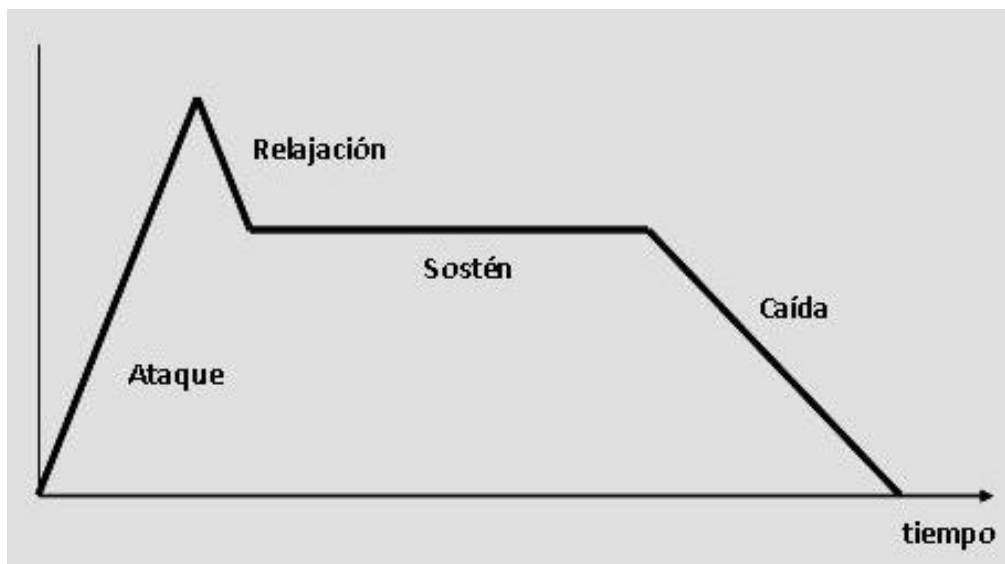 Relajación
Sostén
Caída
Ataque
tiempo